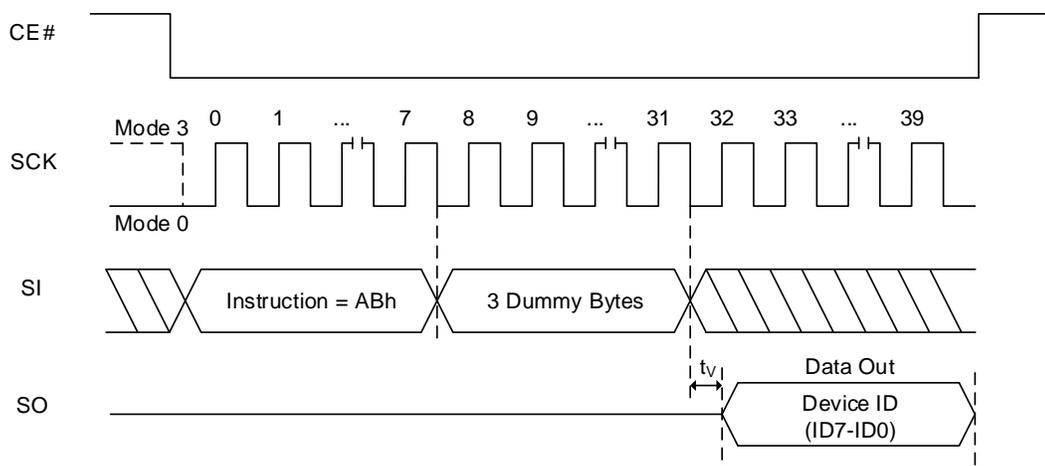 CE#
0 1 ... 7 8 9 ... 31 32 33 ... 39
Mode 3
SCK
Mode 0
SI
Instruction = ABh
3 Dummy Bytes
tV
Data Out
SO
Device ID
(ID7-ID0)